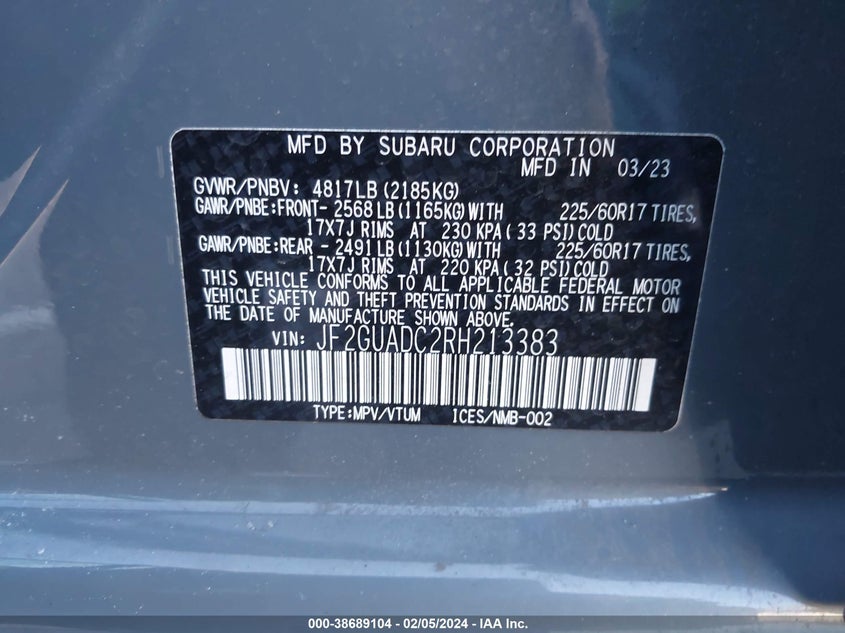 MFD BY SUBARU CORPORATION
MFD IN 03/23
GVWR/PNBV: 4817LB(2185KG)
GAWR/PNBE:FRONT- 2568LB(1165KG)WITH 225/60R17 TIRES,
17X7J RIMS AT 230 KPA( 33 PSI)COLD
GAWR/PNBE:REAR - 2491LB(1130KG)WITH 225/60R17 TIRES,
17X7J RIMS AT 220 KPA( 32 PSI)COLD
THIS VEHICLE CONFORMS TO ALL APPLICABLE FEDERAL MOTOR
VEHICLE SAFETY AND THEFT PREVENTION STANDARDS IN EFFECT ON
THE DATE OF MANUFACTURE SHOWN ABOVE.
VIN: JF2GUADC2RH213383
TYPE:MPV/VTUM ICES/NMB-002
000-38689104 - 02/05/2024 - IAA Inc.